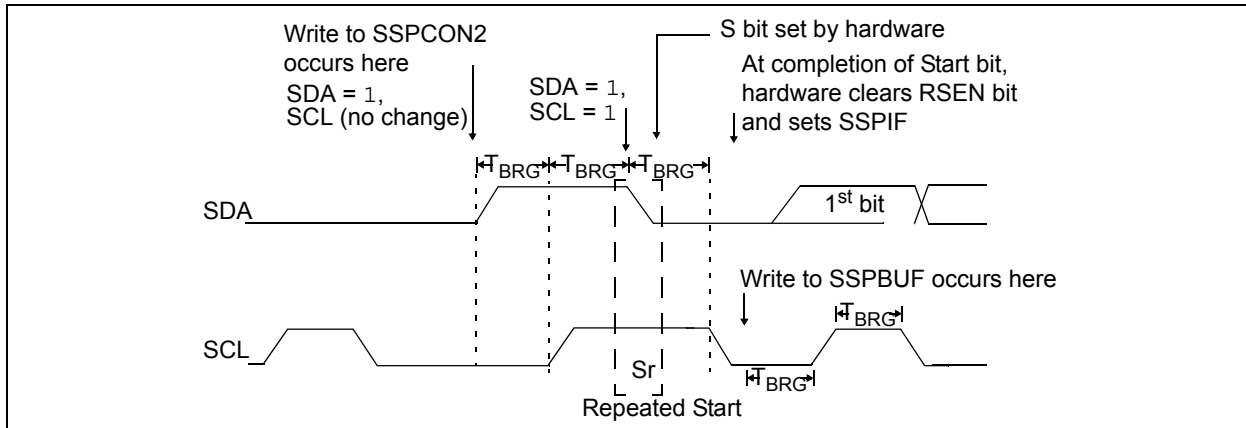 Write to SSPCON2
occurs here
SDA = 1,
SCL (no change)
SDA = 1,
SCL = 1
S bit set by hardware
At completion of Start bit,
hardware clears RSEN bit
and sets SSPIF
TBRG
TBRG
TBRG
SDA
1st bit
Write to SSPBUF occurs here
TBRG
SCL
Sr
TBRG
Repeated Start